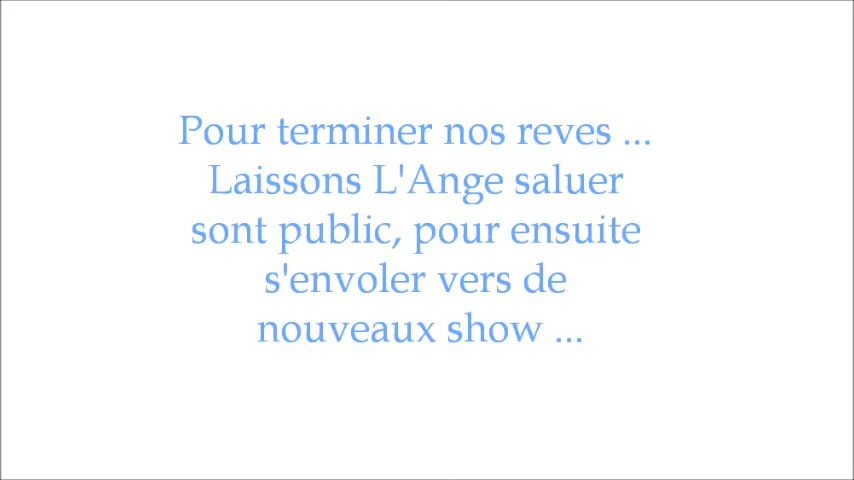 Pour terminer nos reves ...
Laissons L'Ange saluer
sont public, pour ensuite
s'envoler vers de
nouveaux show ...